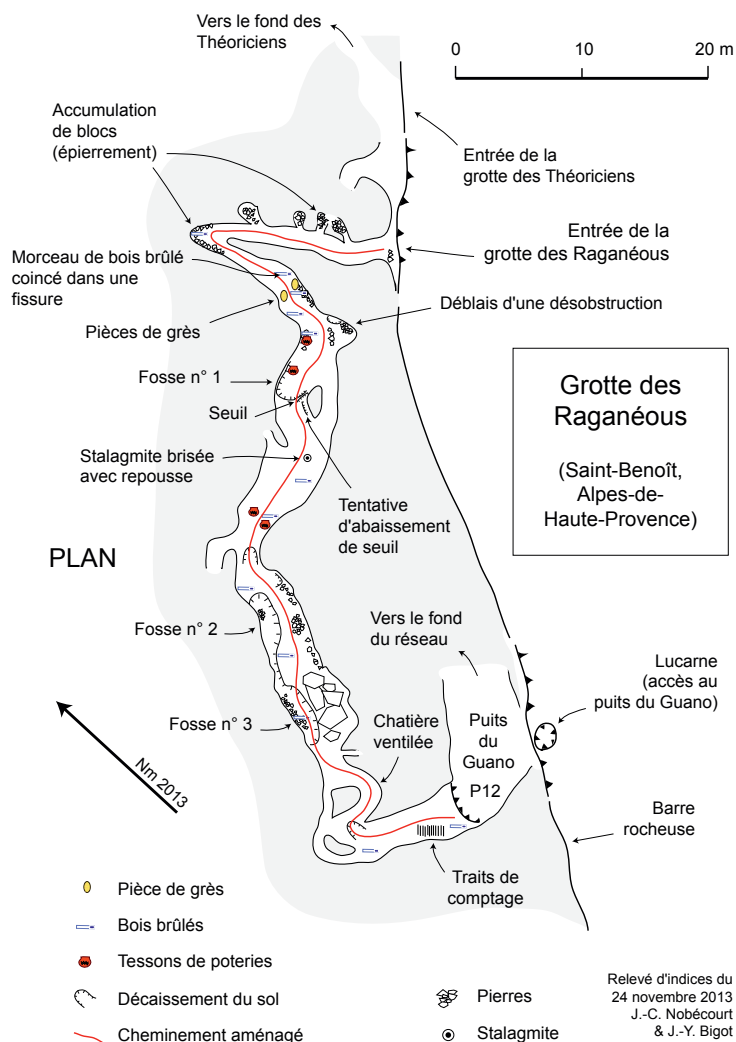 Vers le fond des
Théoriciens
0
20 m
Accumulation
de blocs
(épierrement)
Entrée de la
grotte des Théoriciens
Entrée de la
grotte des Raganéous
Morceau de bois brûlé
coincé dans une
fissure
Déblais d'une désobstruction
Pièces de grès
Fosse n° 1
Seuil
Grotte des
Raganéous
(Saint-Benoît,
Alpes-de-
Haute-Provence)
Stalagmite brisée
avec repousse
Tentative
d'abaissement
de seuil
PLAN
Vers le fond
du réseau
Fosse n° 2
Lucarne
(accès au
puits du Guano)
Fosse n° 3
Chatière
ventilée
Puits
du
Guano
P12
Nm 2013
Barre
rocheuse
Traits de
comptage
Pièce de grès
Bois brûlés
Tessons de poteries
Décaissement du sol
Cheminement aménagé
Pierres
Stalagmite
Relevé d'indices du
24 novembre 2013
J.-C. Nobécourt
& J.-Y. Bigot